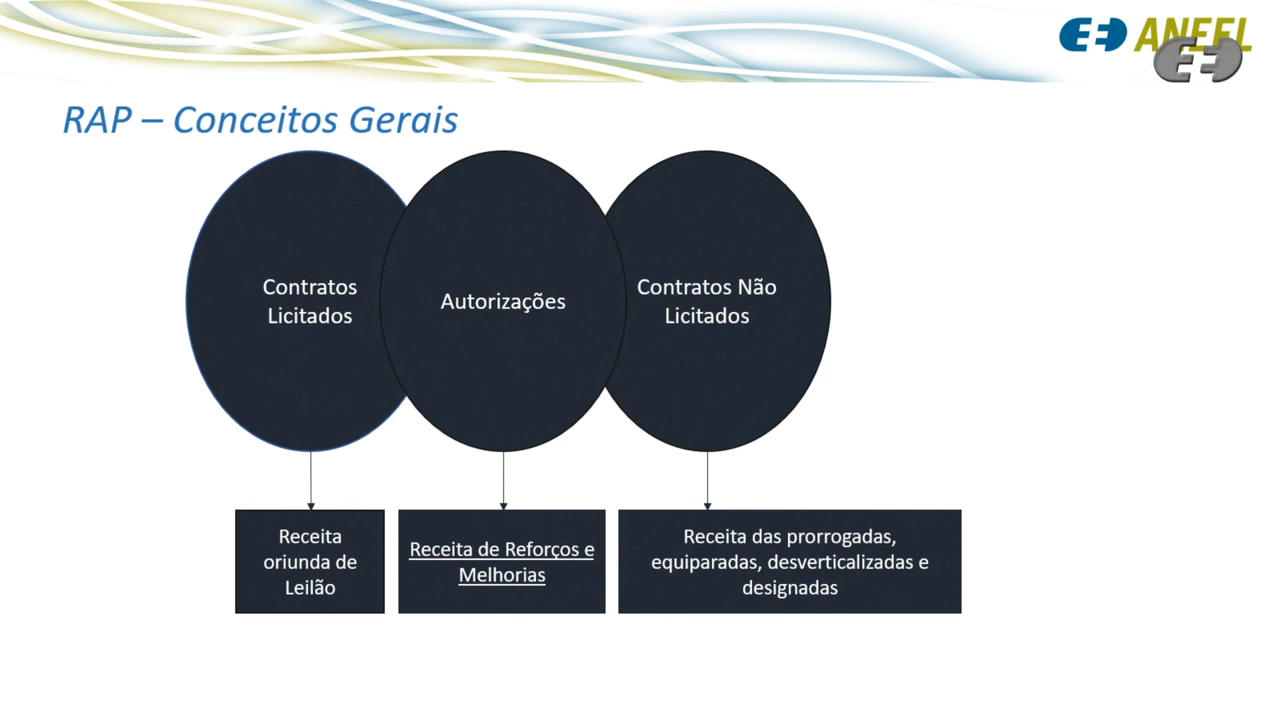 ANEEL
RAP – Conceitos Gerais
Contratos
Licitados
Autorizações
Contratos Não
Licitados
Receita
oriunda de
Leilão
Receita de Reforços e
Melhorias
Receita das prorrogadas,
equiparadas, desverticalizadas e
designadas